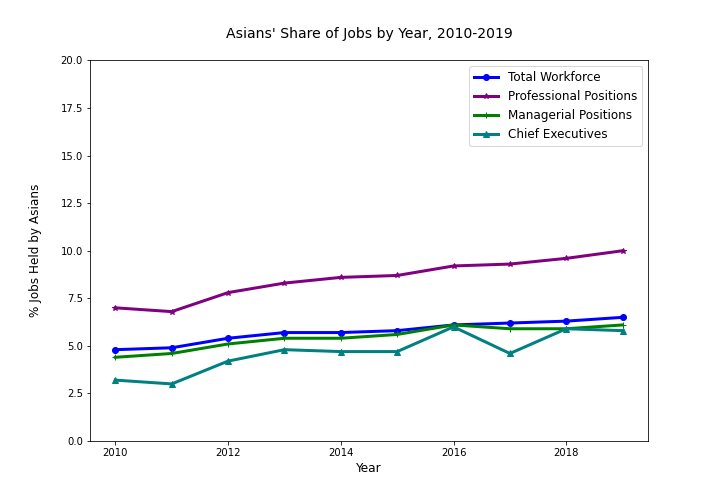 Asians' Share of Jobs by Year, 2010-2019
Total Workforce
Professional Positions
Managerial Positions
Chief Executives
20.0
17.5
15.0
12.5
10.0
7.5
5.0
2.5
0.0
% Jobs Held by Asians
2010 2012 2014 2016 2018
Year